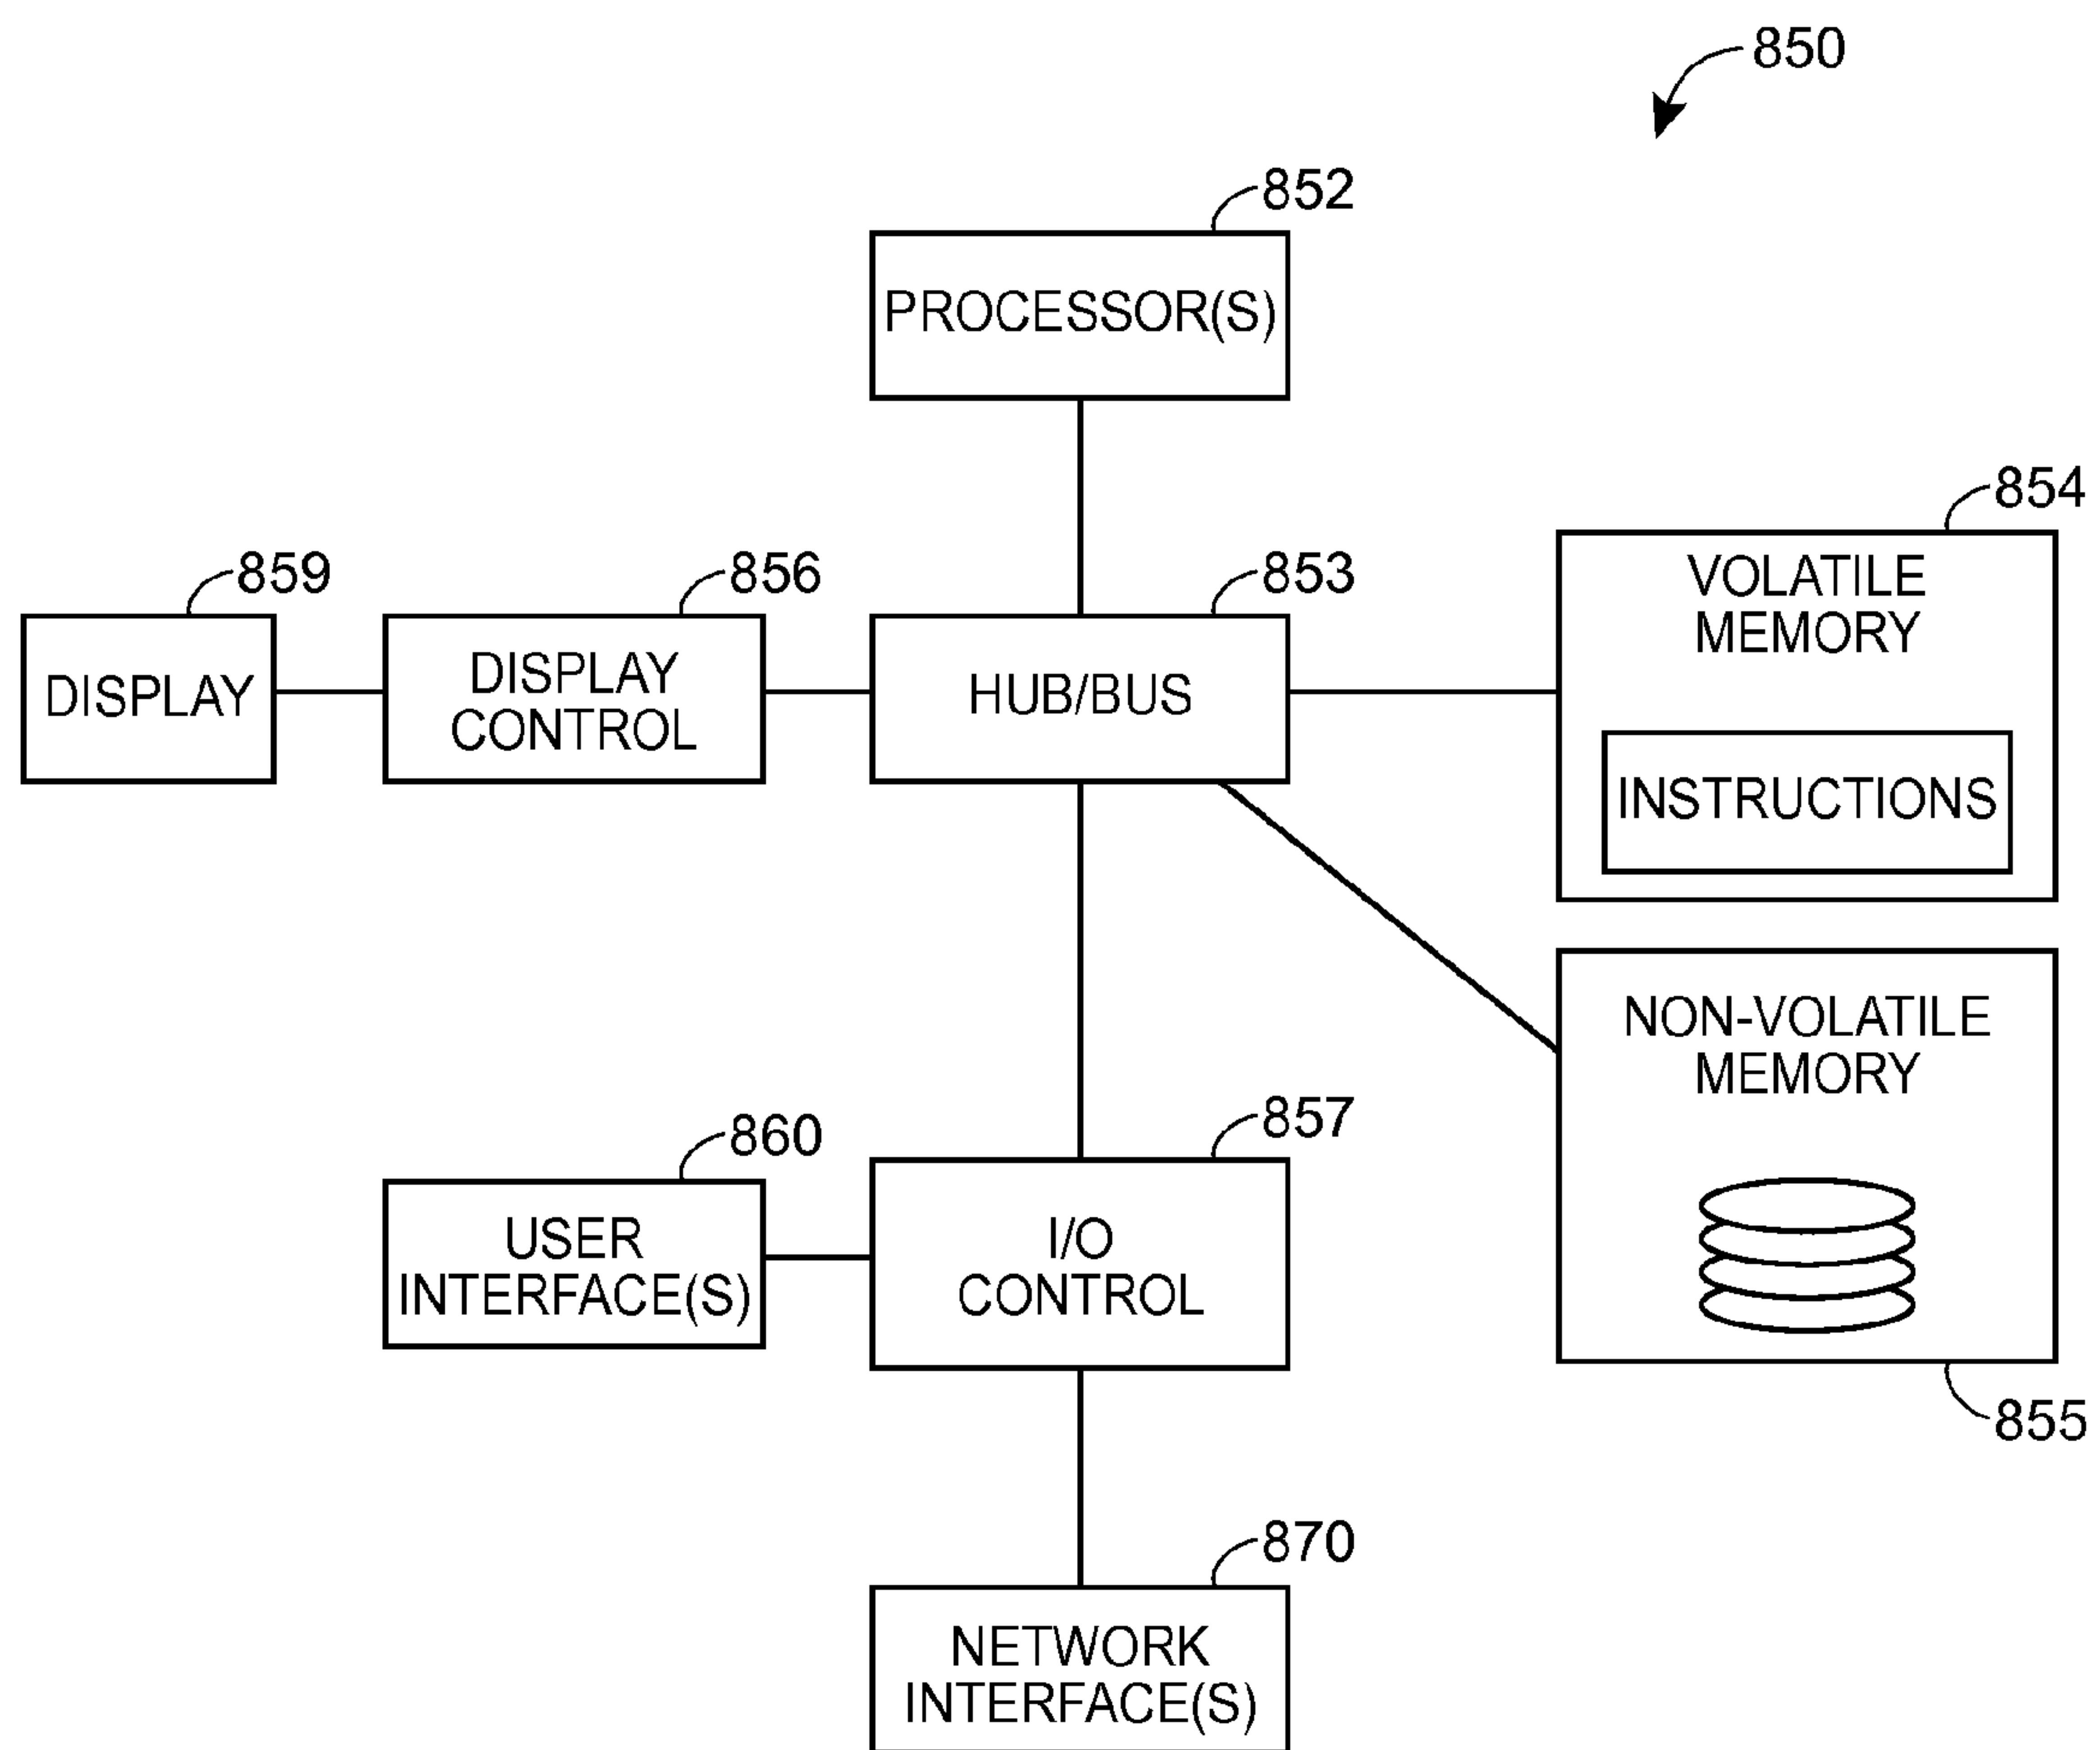 850
852
PROCESSOR(S)
854
VOLATILE
MEMORY
INSTRUCTIONS
859
DISPLAY
856
DISPLAY
CONTROL
853
HUB/BUS
NON-VOLATILE
MEMORY
855
860
USER
INTERFACE(S)
857
I/O
CONTROL
870
NETWORK
INTERFACE(S)